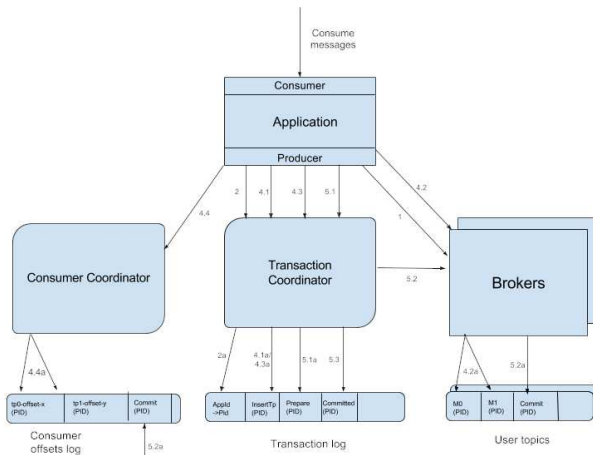 Consume
messages
Consumer
Application
Producer
2
4.1
4.3
5.1
4.2
4.4
1
Consumer Coordinator
Transaction
Coordinator
5.2
Brokers
4.4a
2a
4.1a/
4.3a
5.1a
5.3
4.2a
5.2a
tp0-offset-x
(PID)
tp1-offset-y
(PID)
Commit
(PID)
AppId
->Pid
InsertTp
(PID)
Prepare
(PID)
Committed
(PID)
M0
(PID)
M1
(PID)
Commit
(PID)
Consumer
offsets log
5.2a
Transaction log
User topics